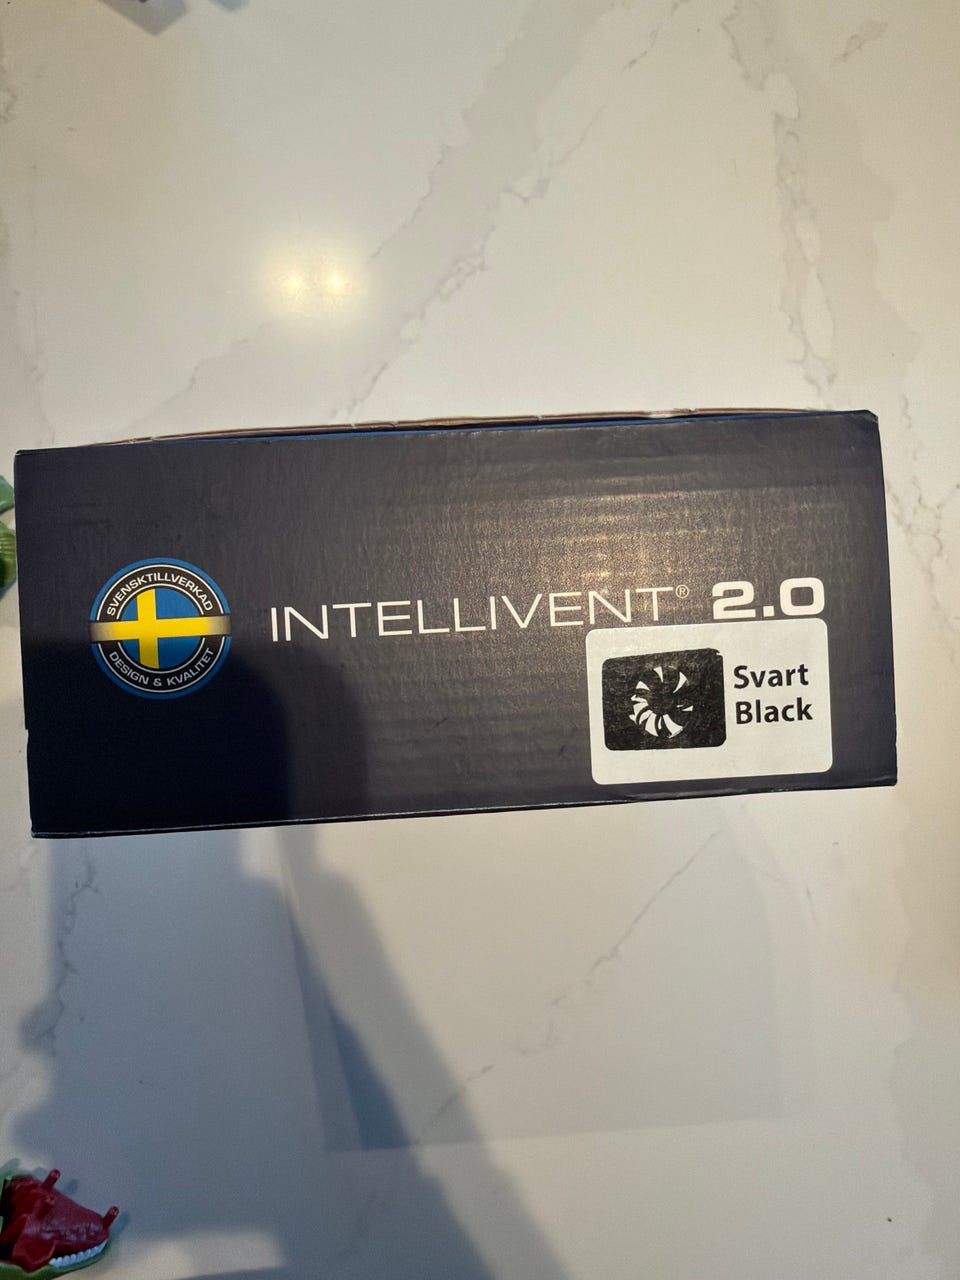 SVENSKTILLVERKAD
DESIGN & KVALITET
INTELLIVENT® 2.0
Svart
Black